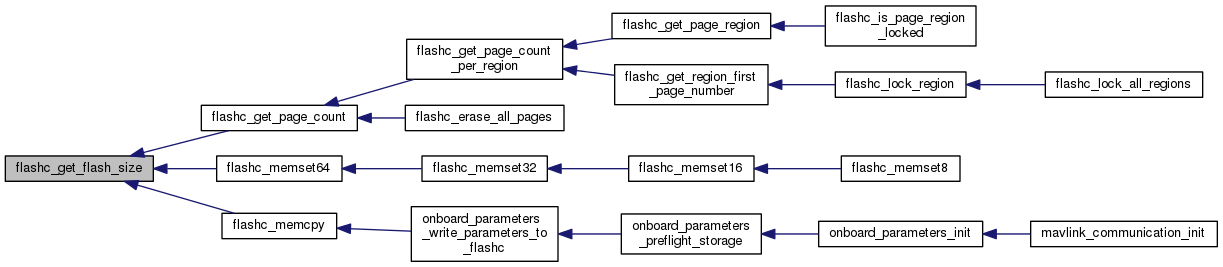 flashc_get_flash_size
flashc_get_page_count
flashc_get_page_count
_per_region
flashc_get_page_region
flashc_is_page_region
_locked
flashc_get_region_first
_page_number
flashc_lock_region
flashc_lock_all_regions
flashc_erase_all_pages
flashc_memset64
flashc_memset32
flashc_memset16
flashc_memset8
flashc_memcpy
onboard_parameters
_write_parameters_to
_flashc
onboard_parameters
_preflight_storage
onboard_parameters_init
mavlink_communication_init